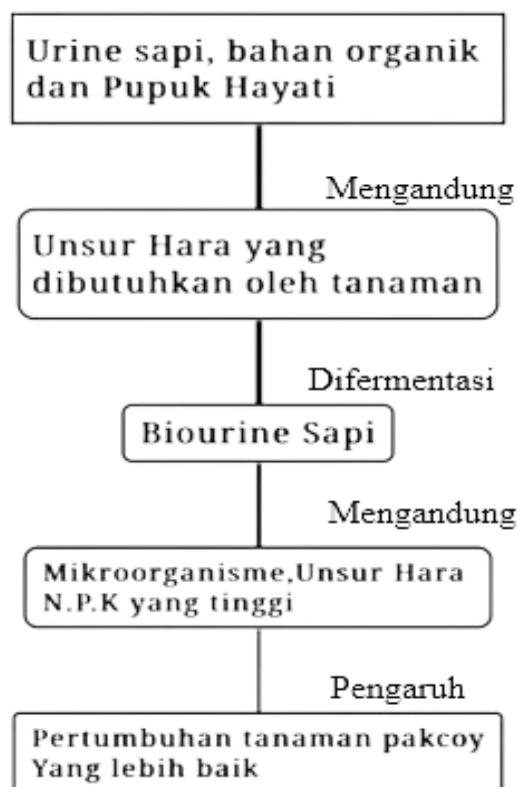 Urine sapi, bahan organik
dan Pupuk Hayati
Mengandung
Unsur Hara yang
dibutuhkan oleh tanaman
Difermentasi
Biourine Sapi
Mengandung
Mikroorganisme,Unsur Hara
N.P.K yang tinggi
Pengaruh
Pertumbuhan tanaman pakcoy
Yang lebih baik